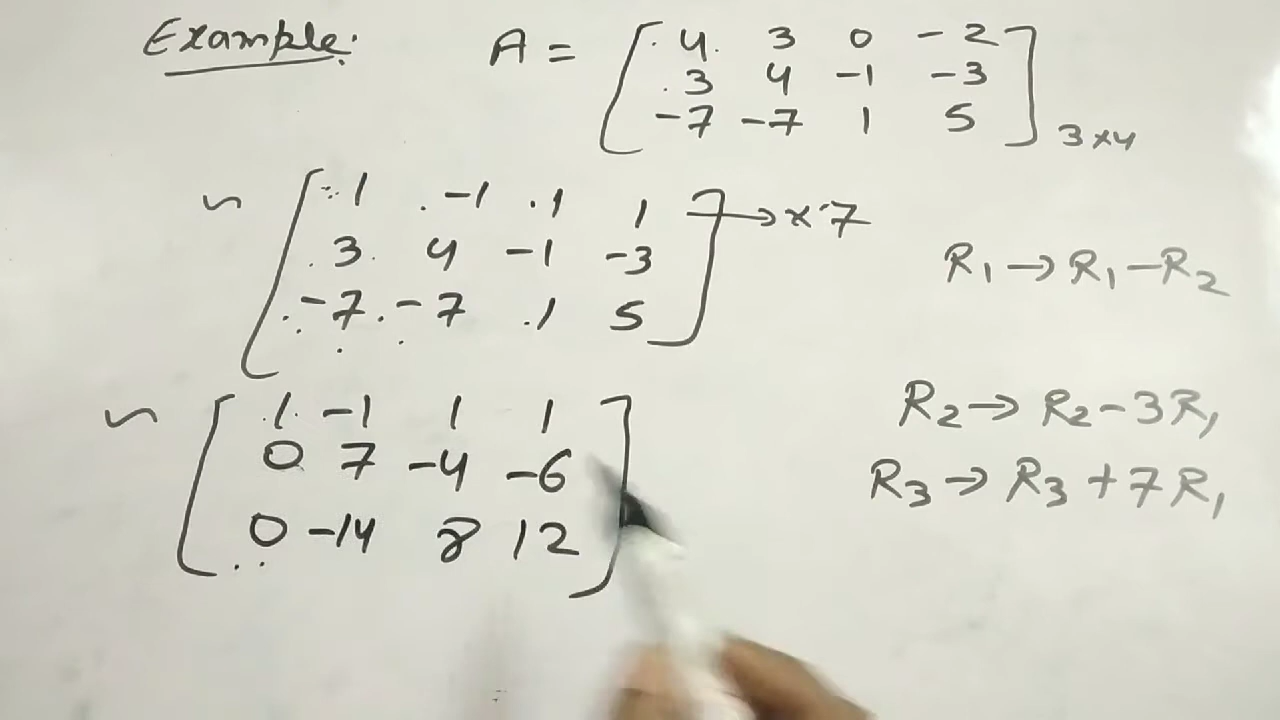 Example: A = [ 4 3 0 -2
3 4 -1 -3
-7 -7 1 5 ] 3×4
~ [ 1 -1 1 1 ] → ×7
3 4 -1 -3 R1 → R1 - R2
-7 -7 1 5
~ [ 1 -1 1 1 ] R2 → R2 - 3R1
0 7 -4 -6 R3 → R3 + 7R1
0 -14 8 12